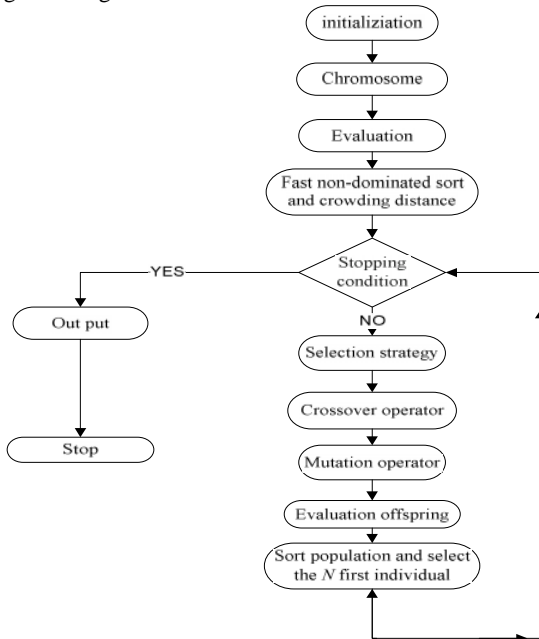 initializiation
Chromosome
Evaluation
Fast non-dominated sort
and crowding distance
Stopping
condition
YES
NO
Out put
Selection strategy
Crossover operator
Stop
Mutation operator
Evaluation offspring
Sort population and select
the N first individual